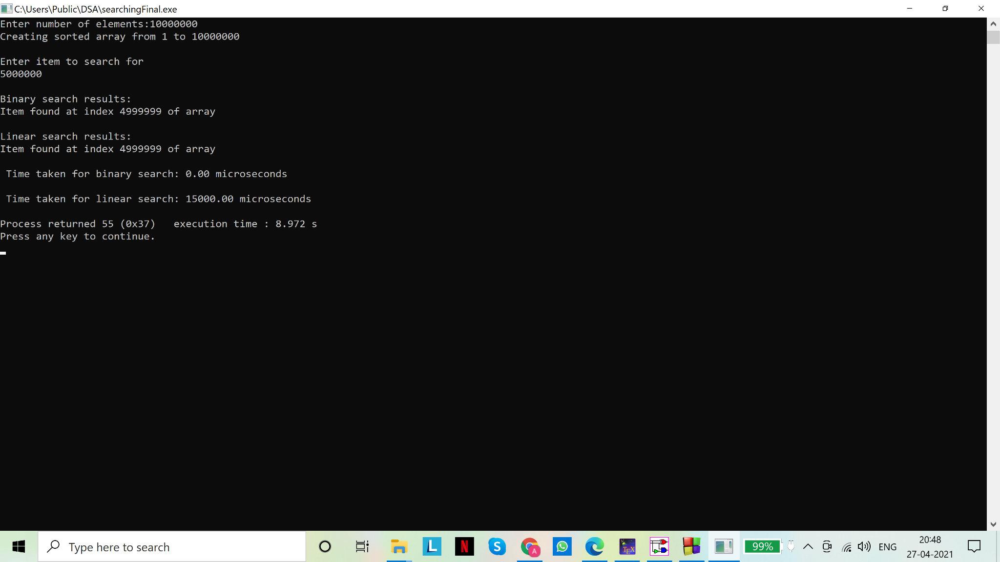 C:\Users\Public\DSA\searchingFinal.exe
Enter number of elements:10000000
Creating sorted array from 1 to 10000000
Enter item to search for
5000000
Binary search results:
Item found at index 4999999 of array
Linear search results:
Item found at index 4999999 of array
Time taken for binary search: 0.00 microseconds
Time taken for linear search: 15000.00 microseconds
Process returned 55 (0x37)   execution time : 8.972 s
Press any key to continue.
Type here to search
L
N
S
A
TEX
99%
ENG
20:48
27-04-2021